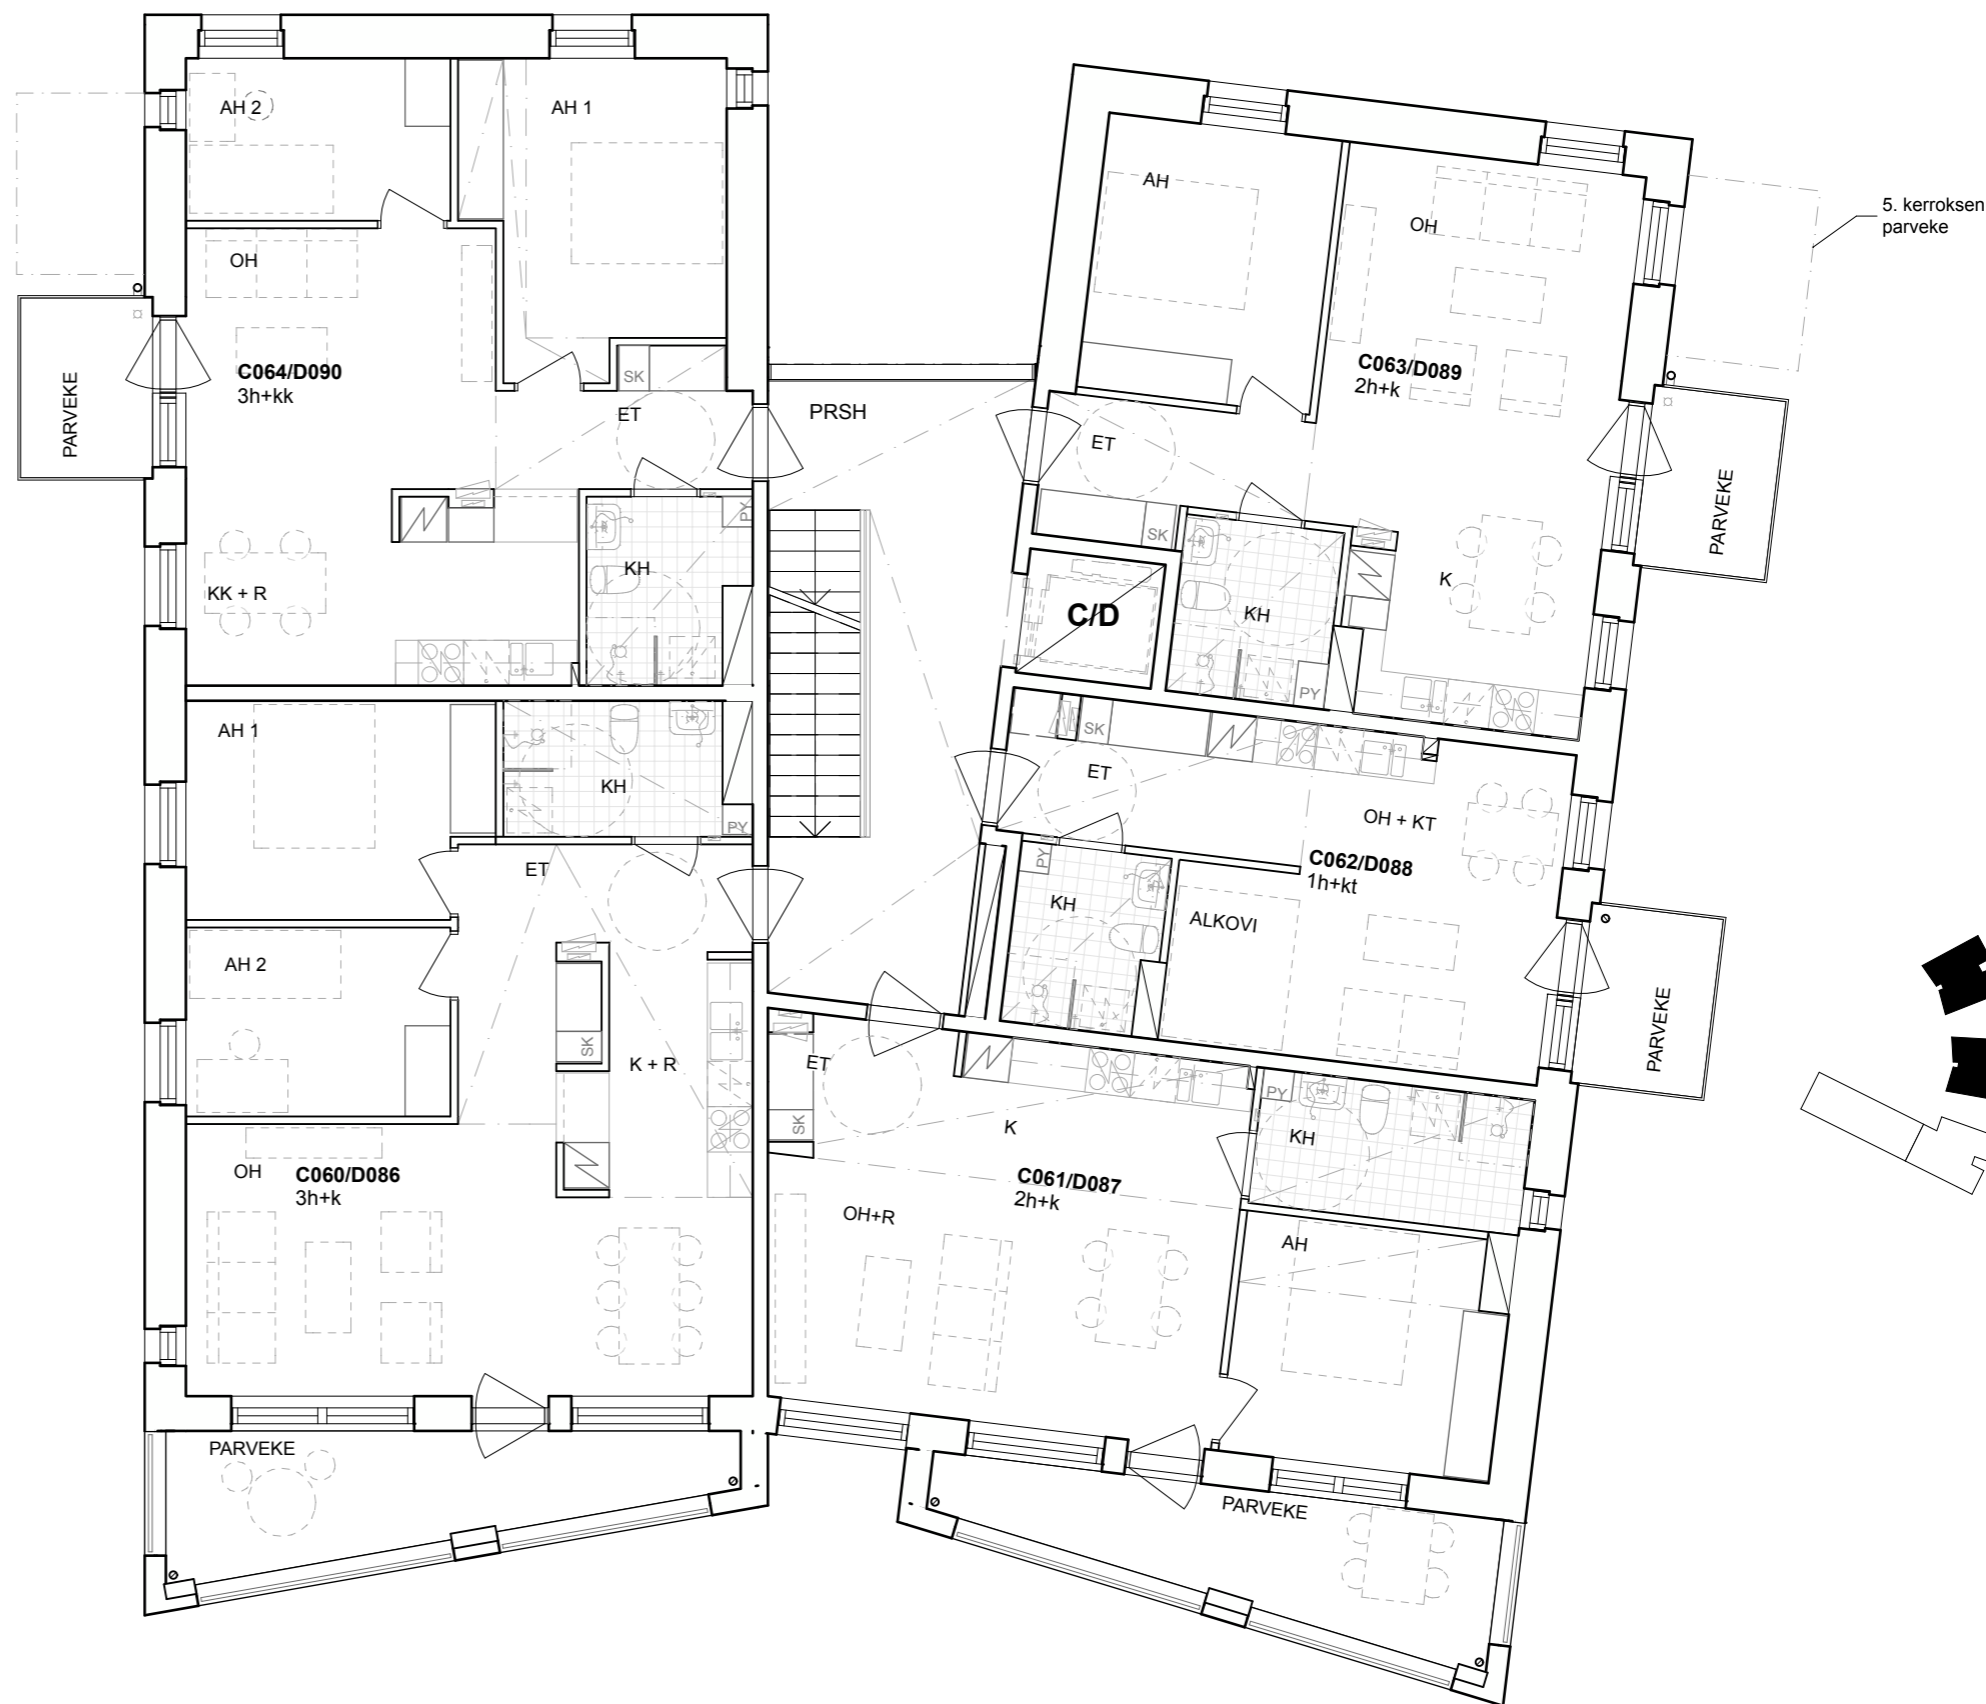 AH 2
AH 1
OH
C064/D090
3h+kk
PARVEKE
SK
ET
KK + R
KH
PY
PRSH
AH
OH
C063/D089
2h+k
5. kerroksen
parveke
ET
SK
C/D
KH
K
PY
PARVEKE
AH 1
KH
PY
ET
AH 2
SK
K + R
OH
C060/D086
3h+k
PARVEKE
SK
ET
OH + KT
C062/D088
1h+kt
PY
KH
ALKOVI
PARVEKE
ET
SK
K
C061/D087
2h+k
OH+R
PY
KH
AH
PARVEKE